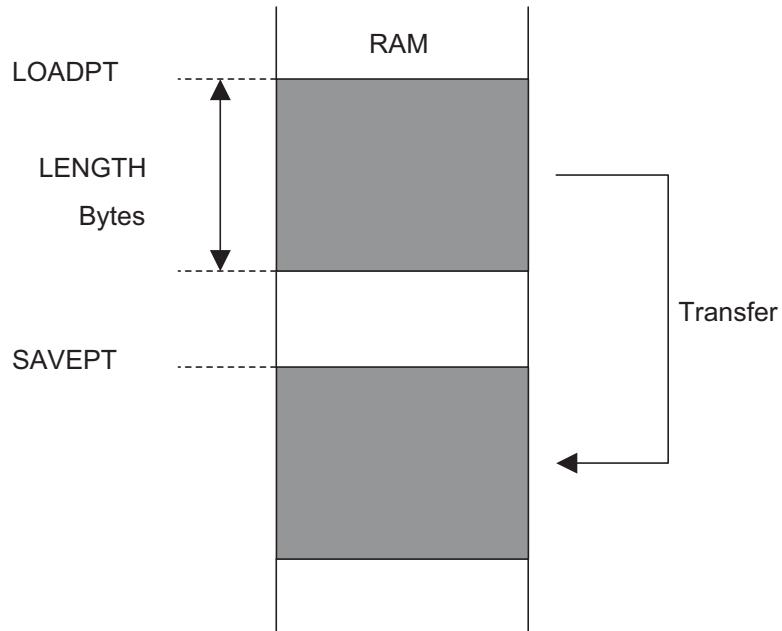 RAM
LOADPT
LENGTH
Bytes
Transfer
SAVEPT